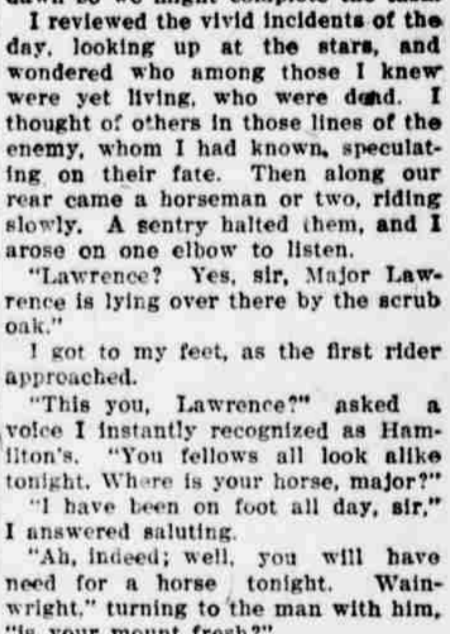 I reviewed the vivid incidents of the
day, looking up at the stars, and
wondered who among those I knew
were yet living, who were dead. I
thought of others in those lines of the
enemy, whom I had known, speculat-
ing on their fate. Then along our
rear came a horseman or two, riding
slowly. A sentry halted them, and I
arose on one elbow to listen.
"Lawrence? Yes, sir, Major Law-
rence is lying over there by the scrub
oak."
I got to my feet, as the first rider
approached.
"This you, Lawrence?" asked a
voice I instantly recognized as Ham-
ilton's. "You fellows all look alike
tonight. Where is your horse, major?"
"I have been on foot all day, sir,"
I answered saluting.
"Ah, indeed; well, you will have
need for a horse tonight. Wain-
wright," turning to the man with him,
"is your mount fresh?"